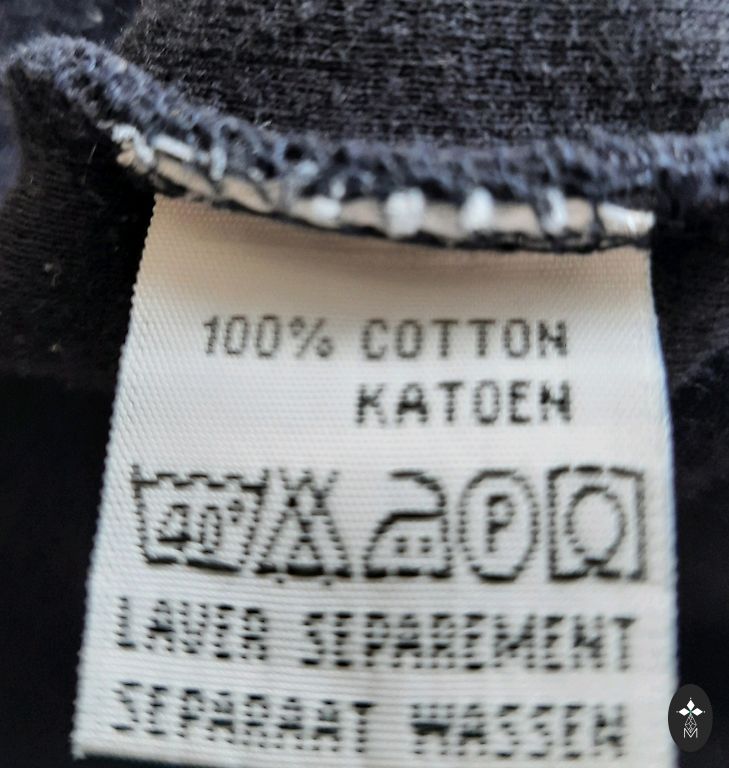 100% COTTON
KATOEN
40° P
LAVER SEPAREMENT
SEPARAAT WASSEN